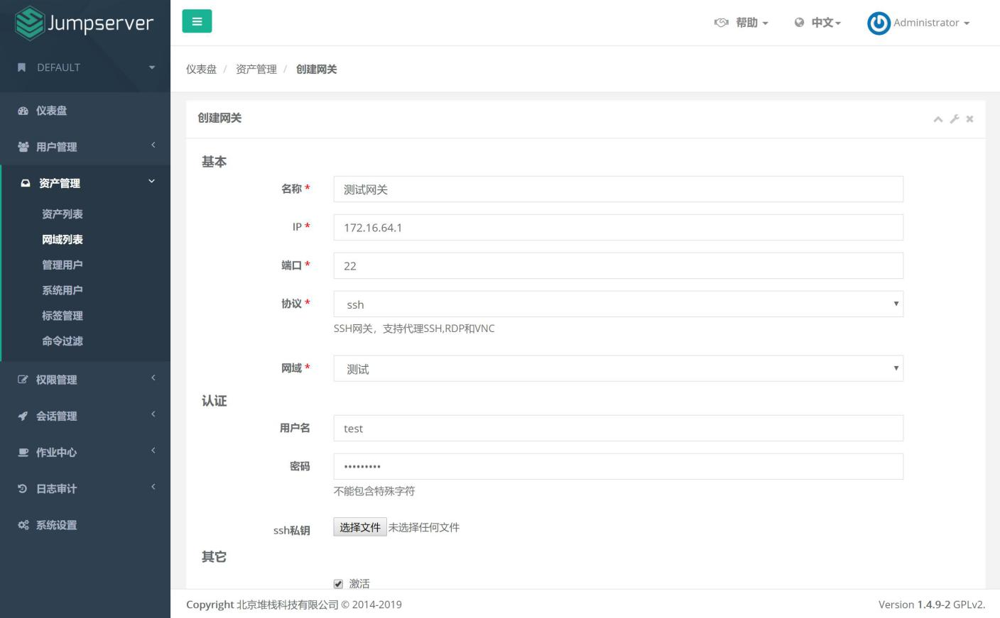 Jumpserver
DEFAULT
仪表盘
用户管理
资产管理
资产列表
网域列表
管理用户
系统用户
标签管理
命令过滤
权限管理
会话管理
作业中心
日志审计
系统设置
帮助
中文
Administrator
仪表盘 / 资产管理 / 创建网关
创建网关
基本
名称 *
测试网关
IP *
172.16.64.1
端口 *
22
协议 *
ssh
SSH网关，支持代理SSH,RDP和VNC
网域 *
测试
认证
用户名
test
密码
•••••••••
不能包含特殊字符
ssh私钥
选择文件 未选择任何文件
其它
激活
Copyright 北京堆栈科技有限公司 © 2014-2019
Version 1.4.9-2 GPLv2.